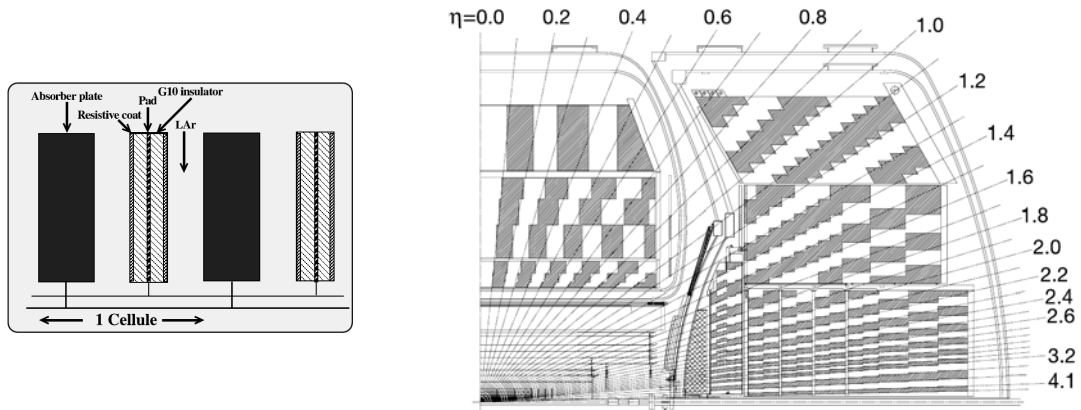 Absorber plate
Resistive coat
Pad
G10 insulator
LAr
1 Cellule
η=0.0
0.2
0.4
0.6
0.8
1.0
1.2
1.4
1.6
1.8
2.0
2.2
2.4
2.6
3.2
4.1